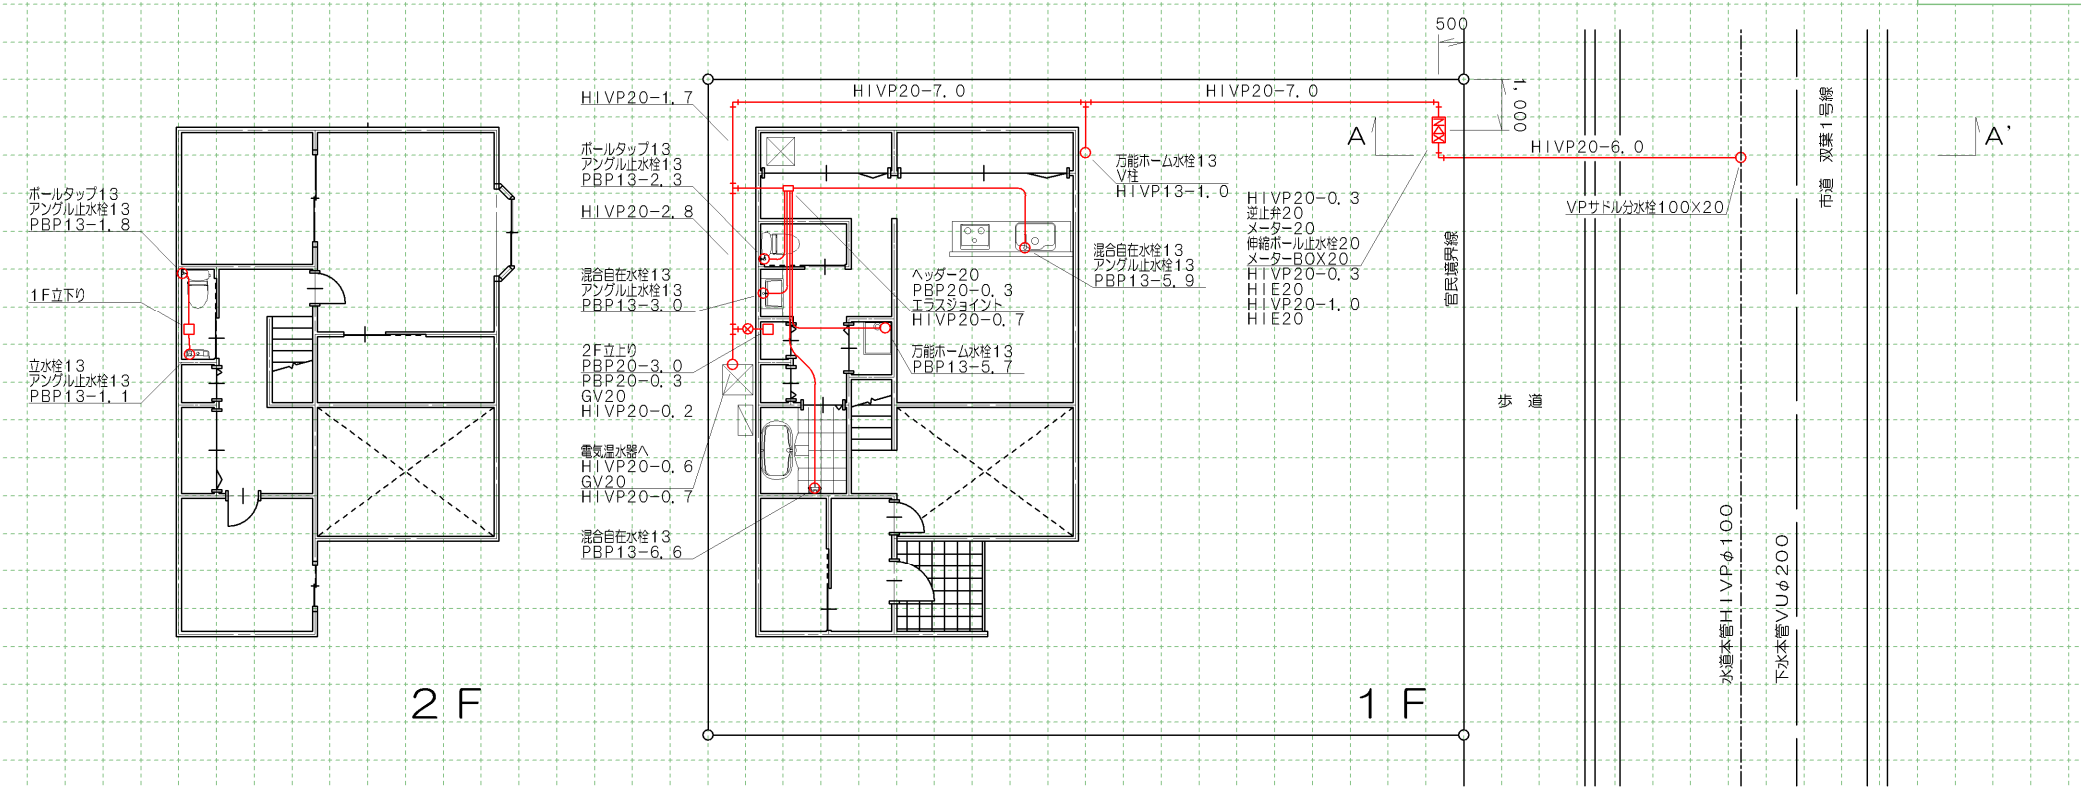 ボールタップ13
アングル止水栓13
PBP13-1.8
1F立下り
立水栓13
アングル止水栓13
PBP13-1.1
2F
HIVP20-1.7
ボールタップ13
アングル止水栓13
PBP13-2.3
HIVP20-2.8
混合自在水栓13
アングル止水栓13
PBP13-3.0
2F立上り
PBP20-3.0
PBP20-0.3
GV20
HIVP20-0.2
電気温水器へ
HIVP20-0.6
GV20
HIVP20-0.7
混合自在水栓13
PBP13-6.6
HIVP20-7.0
HIVP20-7.0
万能ホーム水栓13
V柱
HIVP13-1.0
混合自在水栓13
アングル止水栓13
PBP13-5.9
ヘッダー20
PBP20-0.3
エラスジョイント
HIVP20-0.7
万能ホーム水栓13
PBP13-5.7
HIVP20-0.3
逆止弁20
メーター20
伸縮ボール止水栓20
メーターBOX20
HIVP20-0.3
HIE20
HIVP20-1.0
HIE20
1F
500
1,000
A
A'
HIVP20-6.0
VPサドル分水栓100×20
官民境界線
歩 道
水道本管HIVPφ100
下水本管VUφ200
市道 双葉1号線